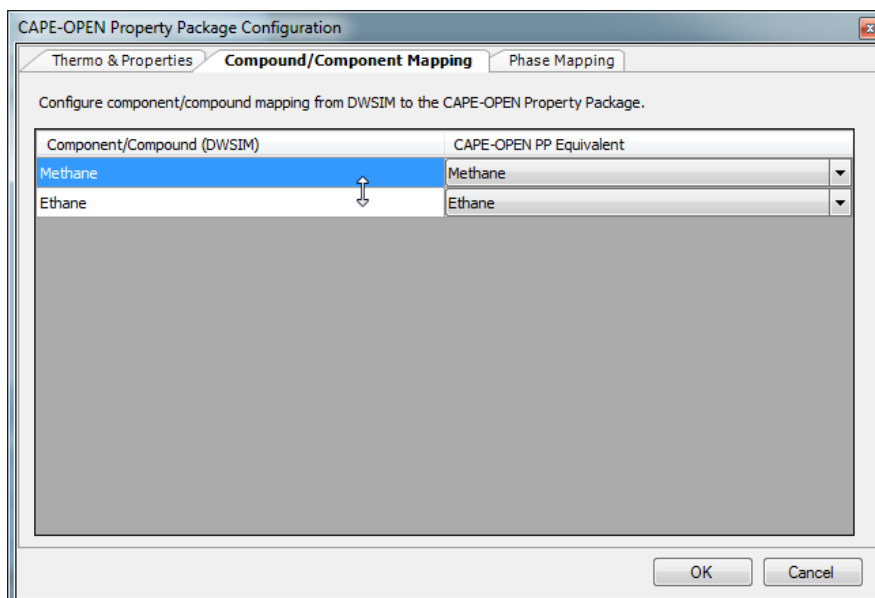 CAPE-OPEN Property Package Configuration
Thermo & Properties Compound/Component Mapping Phase Mapping
Configure component/compound mapping from DWSIM to the CAPE-OPEN Property Package.
Component/Compound (DWSIM) CAPE-OPEN PP Equivalent
Methane Methane
Ethane Ethane
OK Cancel